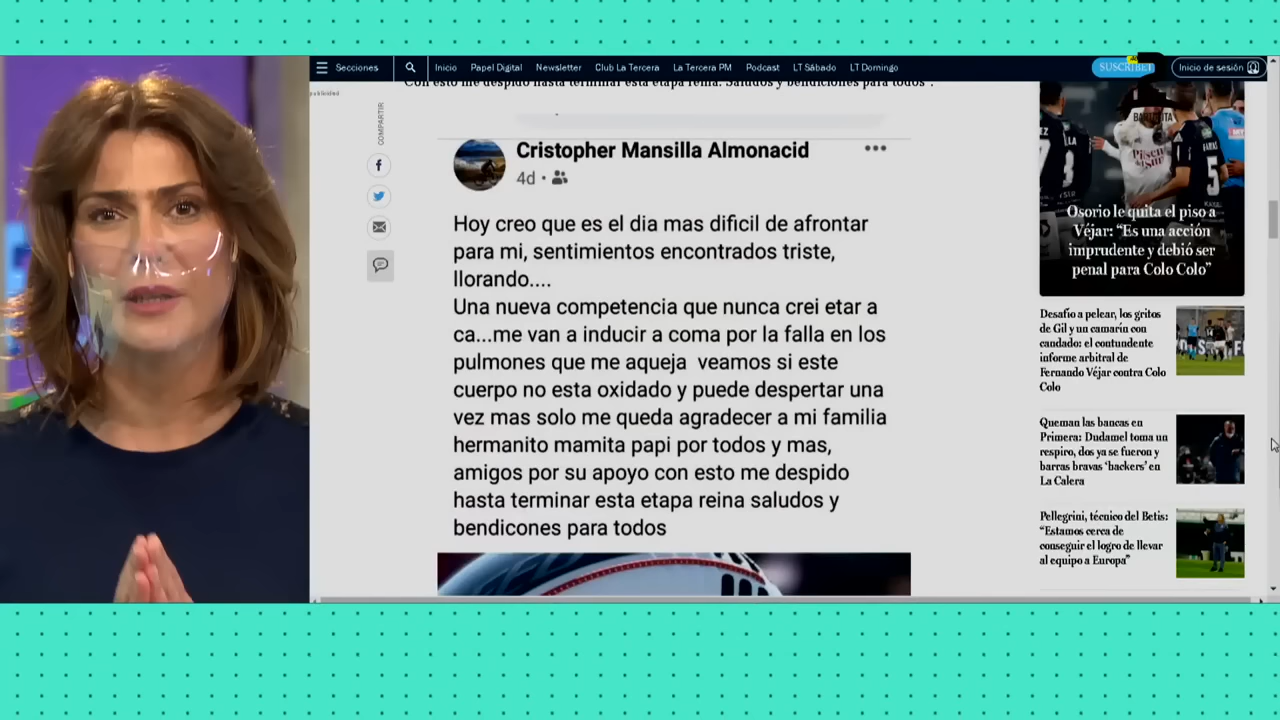 Secciones
Inicio
Papel Digital
Newsletter
Club La Tercera
La Tercera PM
Podcast
LT Sábado
LT Domingo
SUSCRÍBET
Inicio de sesión
publicidad
COMPARTIR
Con esto me despido hasta terminar esta etapa reina. Saludos y bendiciones para todos".
Cristopher Mansilla Almonacid
4d
Hoy creo que es el dia mas dificil de afrontar
para mi, sentimientos encontrados triste,
llorando....
Una nueva competencia que nunca crei etar a
ca...me van a inducir a coma por la falla en los
pulmones que me aqueja veamos si este
cuerpo no esta oxidado y puede despertar una
vez mas solo me queda agradecer a mi familia
hermanito mamita papi por todos y mas,
amigos por su apoyo con esto me despido
hasta terminar esta etapa reina saludos y
bendicones para todos
Osorio le quita el piso a
Véjar: “Es una acción
imprudente y debió ser
penal para Colo Colo”
Desafío a pelear, los gritos
de Gil y un camarín con
candado: el contundente
informe arbitral de
Fernando Véjar contra Colo
Colo
Queman las bancas en
Primera: Dudamel toma un
respiro, dos ya se fueron y
barras bravas ‘hackers’ en
La Calera
Pellegrini, técnico del Betis:
“Estamos cerca de
conseguir el logro de llevar
al equipo a Europa”